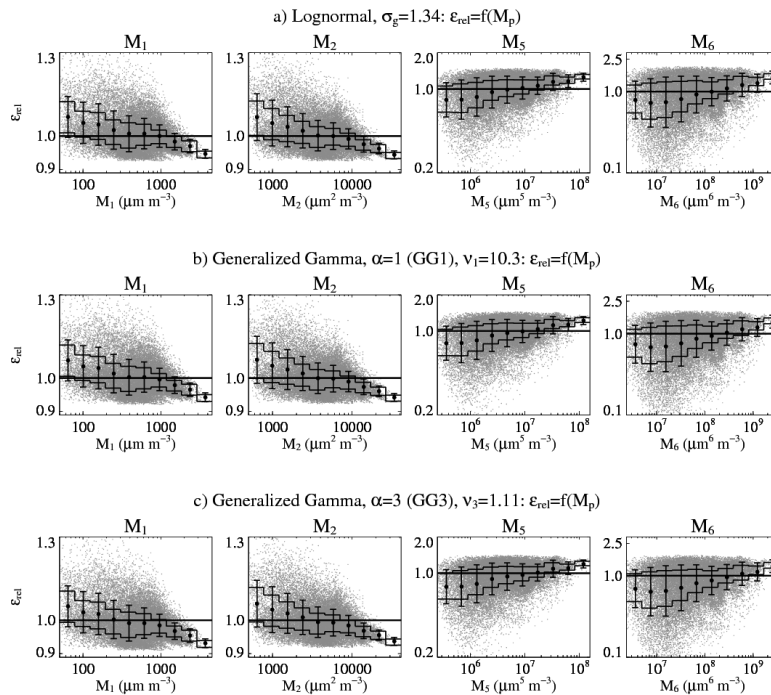 a) Lognormal, σg=1.34: εrel=f(Mp)
M1 M2 M5 M6
1.3 1.3 2.0 2.5
εrel 1.0 1.0 1.0 1.0
0.9 0.9 0.2 0.1
100 1000 1000 10000 10^6 10^7 10^8 10^7 10^8 10^9
M1 (μm m−3) M2 (μm2 m−3) M5 (μm5 m−3) M6 (μm6 m−3)
b) Generalized Gamma, α=1 (GG1), ν1=10.3: εrel=f(Mp)
M1 M2 M5 M6
1.3 1.3 2.0 2.5
εrel 1.0 1.0 1.0 1.0
0.9 0.9 0.2 0.1
100 1000 1000 10000 10^6 10^7 10^8 10^7 10^8 10^9
M1 (μm m−3) M2 (μm2 m−3) M5 (μm5 m−3) M6 (μm6 m−3)
c) Generalized Gamma, α=3 (GG3), ν3=1.11: εrel=f(Mp)
M1 M2 M5 M6
1.3 1.3 2.0 2.5
εrel 1.0 1.0 1.0 1.0
0.9 0.9 0.2 0.1
100 1000 1000 10000 10^6 10^7 10^8 10^7 10^8 10^9
M1 (μm m−3) M2 (μm2 m−3) M5 (μm5 m−3) M6 (μm6 m−3)